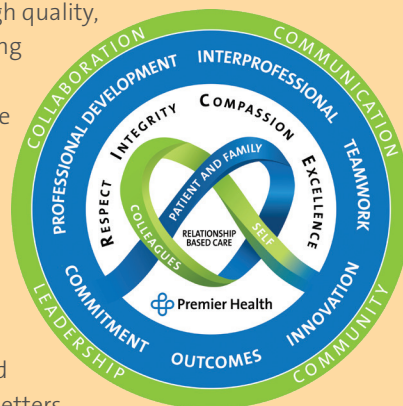 gh quality,
ng
e
d
etters
COLLABORATION
COMMUNICATION
LEADERSHIP
COMMUNITY
PROFESSIONAL DEVELOPMENT
INTERPROFESSIONAL
TEAMWORK
COMMITMENT
OUTCOMES
INNOVATION
RESPECT
INTEGRITY
COMPASSION
EXCELLENCE
PATIENT AND FAMILY
COLLEAGUES
SELF
RELATIONSHIP
BASED CARE
Premier Health